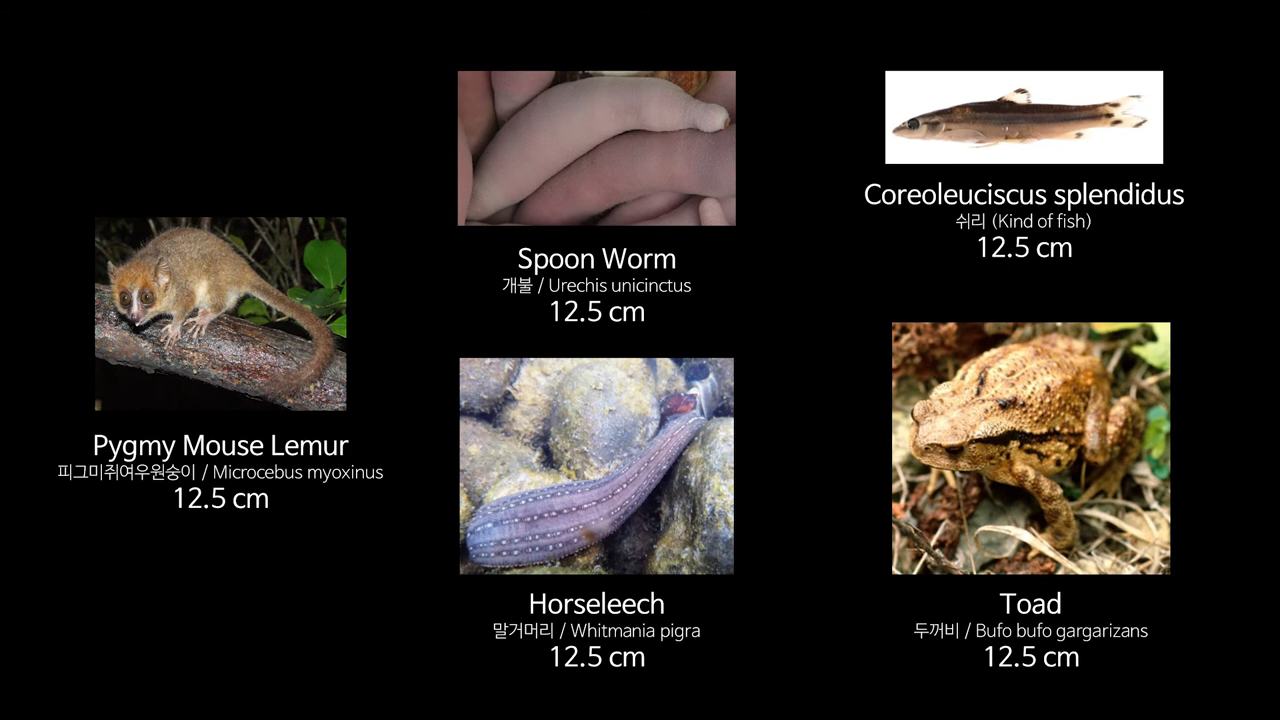 Pygmy Mouse Lemur
피그미쥐여우원숭이 / Microcebus myoxinus
12.5 cm
Spoon Worm
개불 / Urechis unicinctus
12.5 cm
Horseleech
말거머리 / Whitmania pigra
12.5 cm
Coreoleuciscus splendidus
쉬리 (Kind of fish)
12.5 cm
Toad
두꺼비 / Bufo bufo gargarizans
12.5 cm